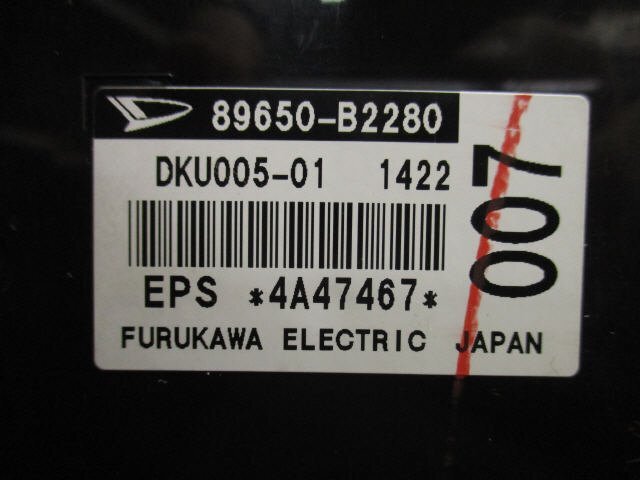 89650-B2280
DKU005-01 1422
007
EPS *4A47467*
FURUKAWA ELECTRIC JAPAN